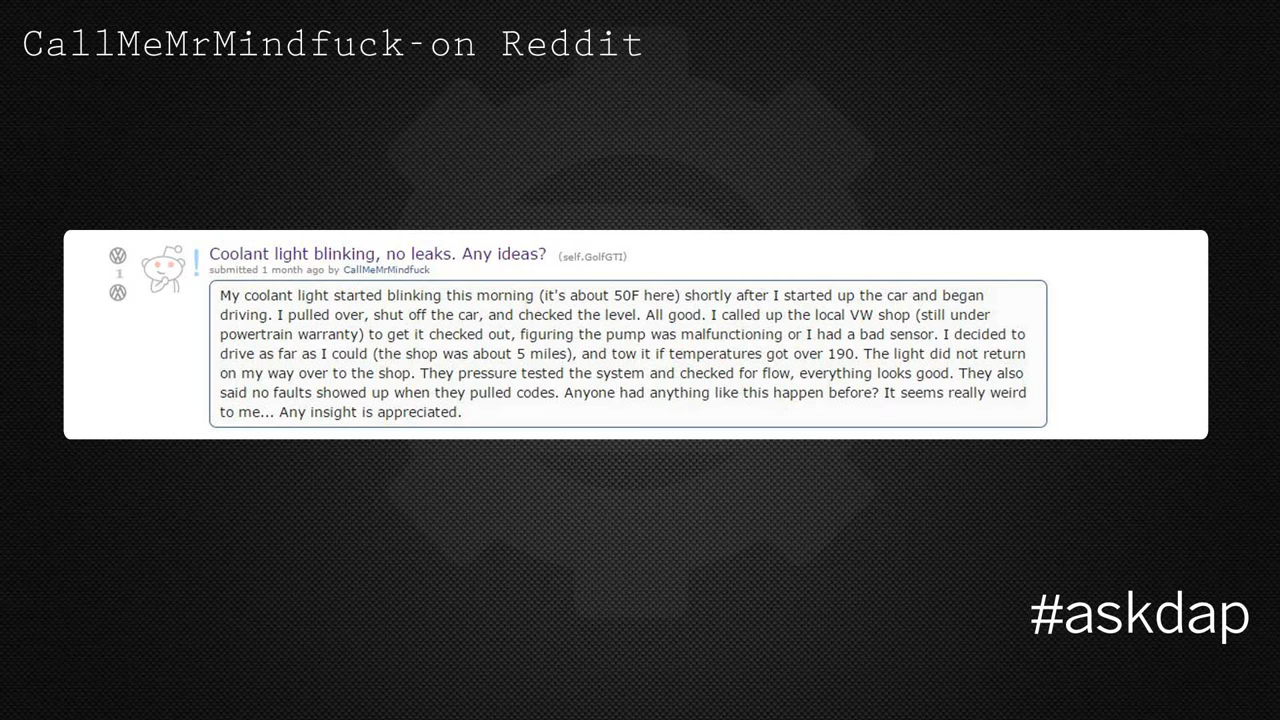 CallMeMrMindfuck-on Reddit
Coolant light blinking, no leaks. Any ideas? (self.GolfGTI)
1
submitted 1 month ago by CallMeMrMindfuck
My coolant light started blinking this morning (it's about 50F here) shortly after I started up the car and began
driving. I pulled over, shut off the car, and checked the level. All good. I called up the local VW shop (still under
powertrain warranty) to get it checked out, figuring the pump was malfunctioning or I had a bad sensor. I decided to
drive as far as I could (the shop was about 5 miles), and tow it if temperatures got over 190. The light did not return
on my way over to the shop. They pressure tested the system and checked for flow, everything looks good. They also
said no faults showed up when they pulled codes. Anyone had anything like this happen before? It seems really weird
to me... Any insight is appreciated.
#askdap